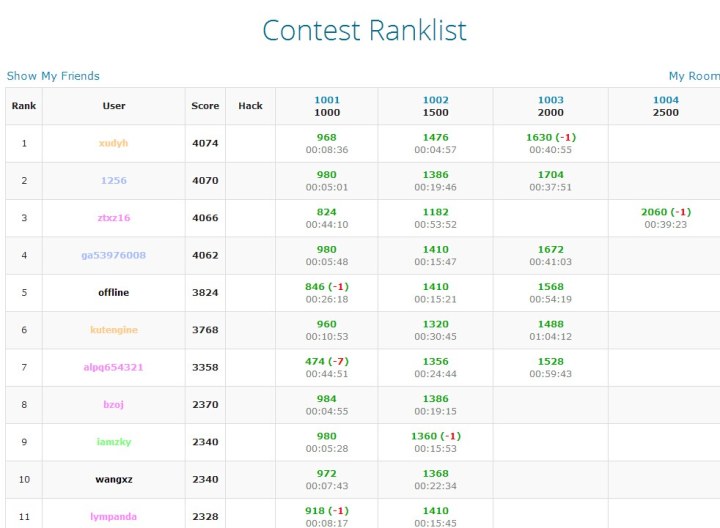 Contest Ranklist
Show My Friends My Room
Rank User Score Hack 1001 1000 1002 1500 1003 2000 1004 2500
1 xudyh 4074 968 00:08:36 1476 00:04:57 1630 (-1) 00:40:55
2 1256 4070 980 00:05:01 1386 00:19:46 1704 00:37:51
3 ztxz16 4066 824 00:44:10 1182 00:53:52 2060 (-1) 00:39:23
4 ga53976008 4062 980 00:05:48 1410 00:15:47 1672 00:41:03
5 offline 3824 846 (-1) 00:26:18 1410 00:15:21 1568 00:54:19
6 kutengine 3768 960 00:10:53 1320 00:30:45 1488 01:04:12
7 alpq654321 3358 474 (-7) 00:44:51 1356 00:24:44 1528 00:59:43
8 bzoj 2370 984 00:04:55 1386 00:19:15
9 iamzky 2340 980 00:05:28 1360 (-1) 00:15:53
10 wangxz 2340 972 00:07:43 1368 00:22:34
11 lympanda 2328 918 (-1) 00:08:17 1410 00:15:45